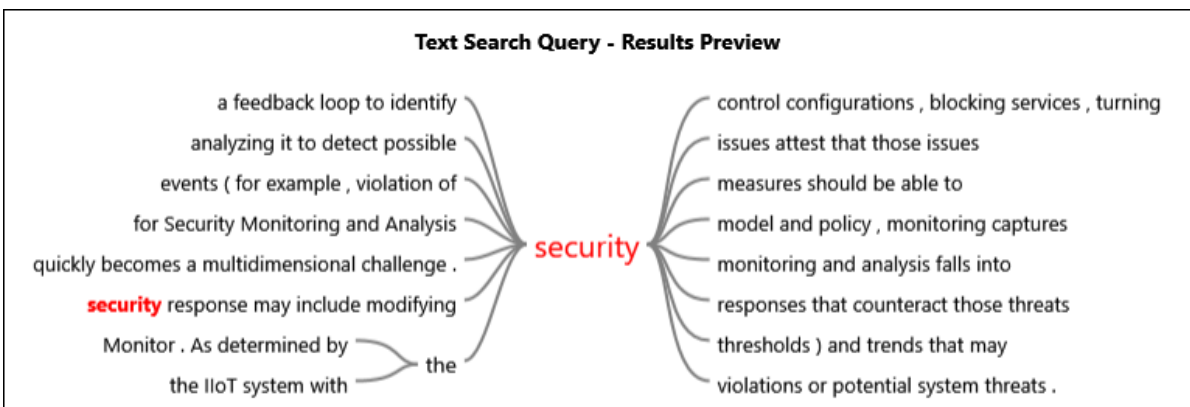 Text Search Query - Results Preview
a feedback loop to identify
analyzing it to detect possible
events ( for example , violation of
for Security Monitoring and Analysis
quickly becomes a multidimensional challenge .
security response may include modifying
Monitor . As determined by
the IIoT system with
the
security
control configurations , blocking services , turning
issues attest that those issues
measures should be able to
model and policy , monitoring captures
monitoring and analysis falls into
responses that counteract those threats
thresholds ) and trends that may
violations or potential system threats .